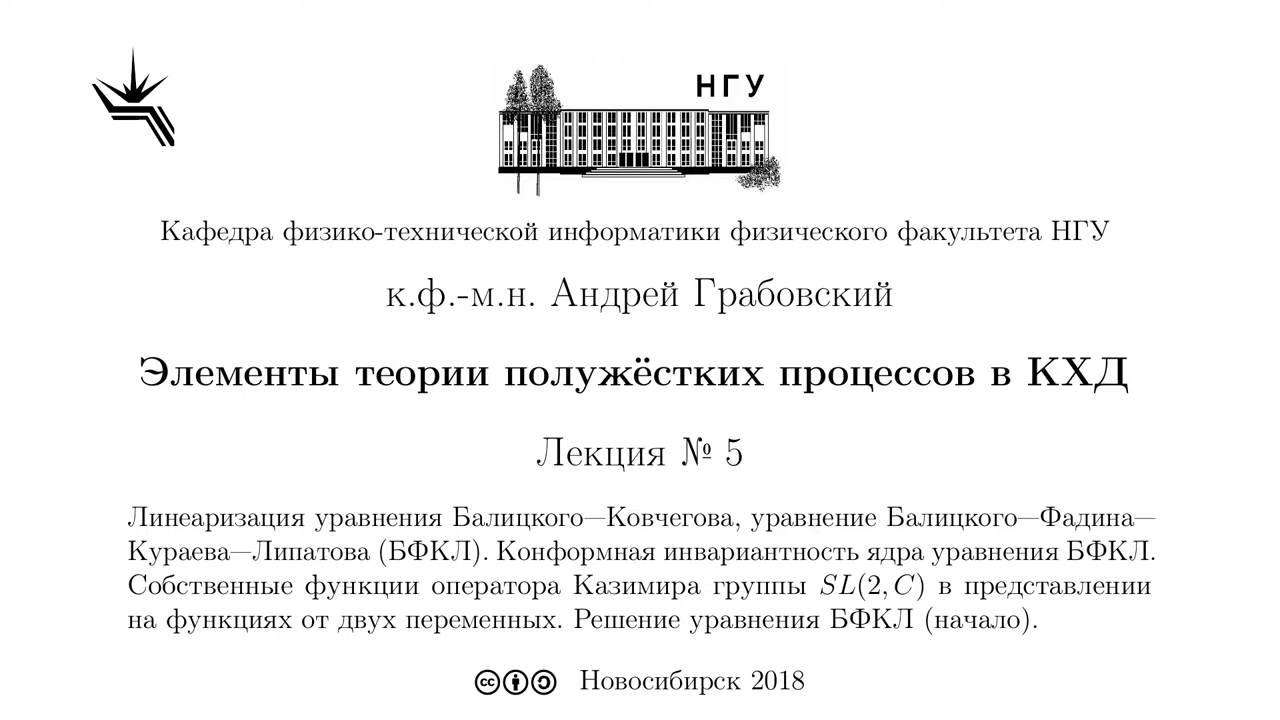 НГУ
Кафедра физико-технической информатики физического факультета НГУ
к.ф.-м.н. Андрей Грабовский
Элементы теории полужёстких процессов в КХД
Лекция № 5
Линеаризация уравнения Балицкого—Ковчегова, уравнение Балицкого—Фадина—
Кураева—Липатова (БФКЛ). Конформная инвариантность ядра уравнения БФКЛ.
Собственные функции оператора Казимира группы SL(2, C) в представлении
на функциях от двух переменных. Решение уравнения БФКЛ (начало).
cc Новосибирск 2018